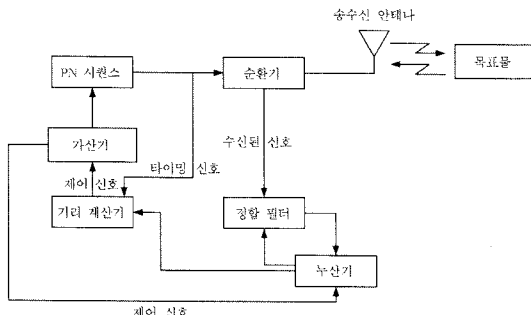 송수신 안테나
PN 시퀀스
순환기
목표물
가산기
수신된 신호
타이밍 신호
제어 신호
거리 계산기
정합 필터
누산기
제어 신호